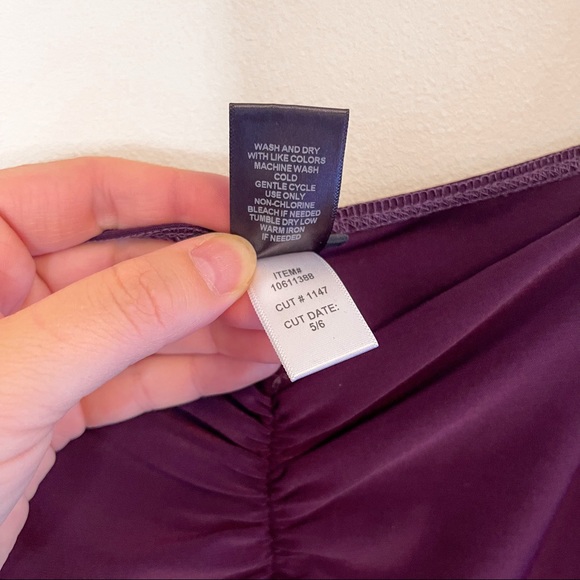 WASH AND DRY
WITH LIKE COLORS
MACHINE WASH
COLD
GENTLE CYCLE
USE ONLY
NON-CHLORINE
BLEACH IF NEEDED
TUMBLE DRY LOW
WARM IRON
IF NEEDED
ITEM#
10611388
CUT # 1147
CUT DATE:
5/6